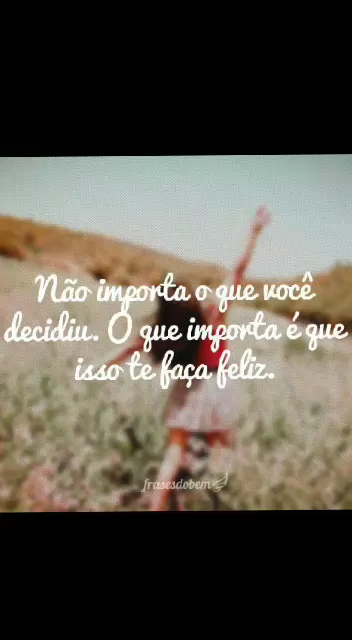 Não importa o que você
decidiu. O que importa é que
isso te faça feliz.
frasesdobem